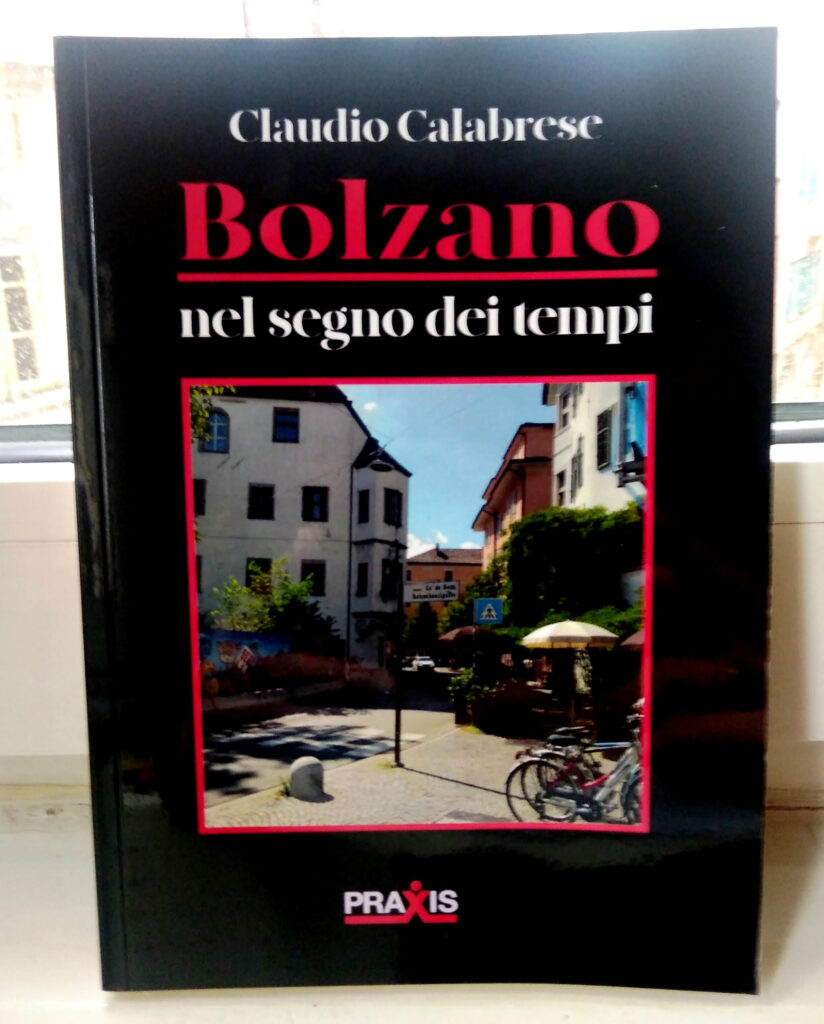 Claudio Calabrese
Bolzano
nel segno dei tempi
PRAXIS